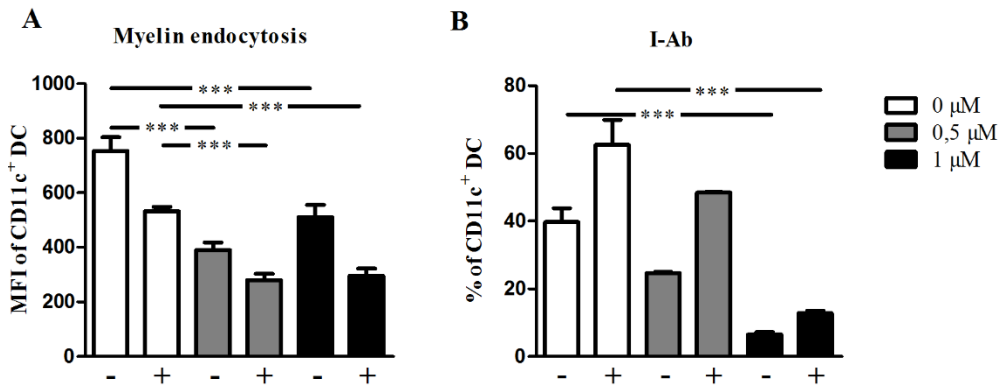 A
Myelin endocytosis
MFI of CD11c+ DC
1000
800
600
400
200
0
***
***
***
***
- + - + - +
B
I-Ab
% of CD11c+ DC
80
60
40
20
0
***
***
- + - + - +
0 µM
0,5 µM
1 µM